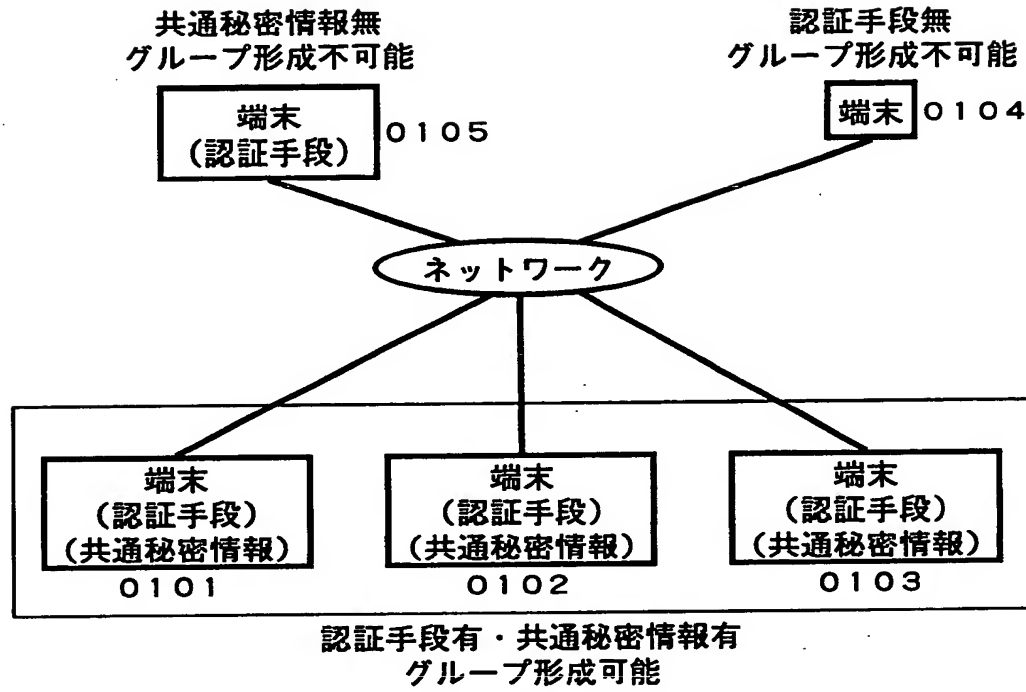 共通秘密情報無
グループ形成不可能
認証手段無
グループ形成不可能
端末
(認証手段)
0105
端末
0104
ネットワーク
端末
(認証手段)
(共通秘密情報)
0101
端末
(認証手段)
(共通秘密情報)
0102
端末
(認証手段)
(共通秘密情報)
0103
認証手段有・共通秘密情報有
グループ形成可能